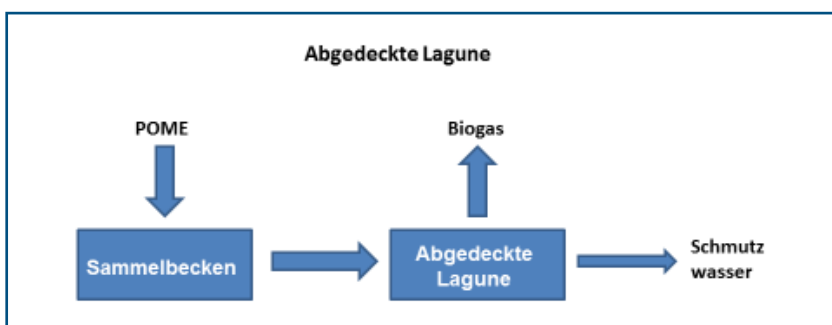 Abgedeckte Lagune
POME
Biogas
Sammelbecken
Abgedeckte
Lagune
Schmutz
wasser